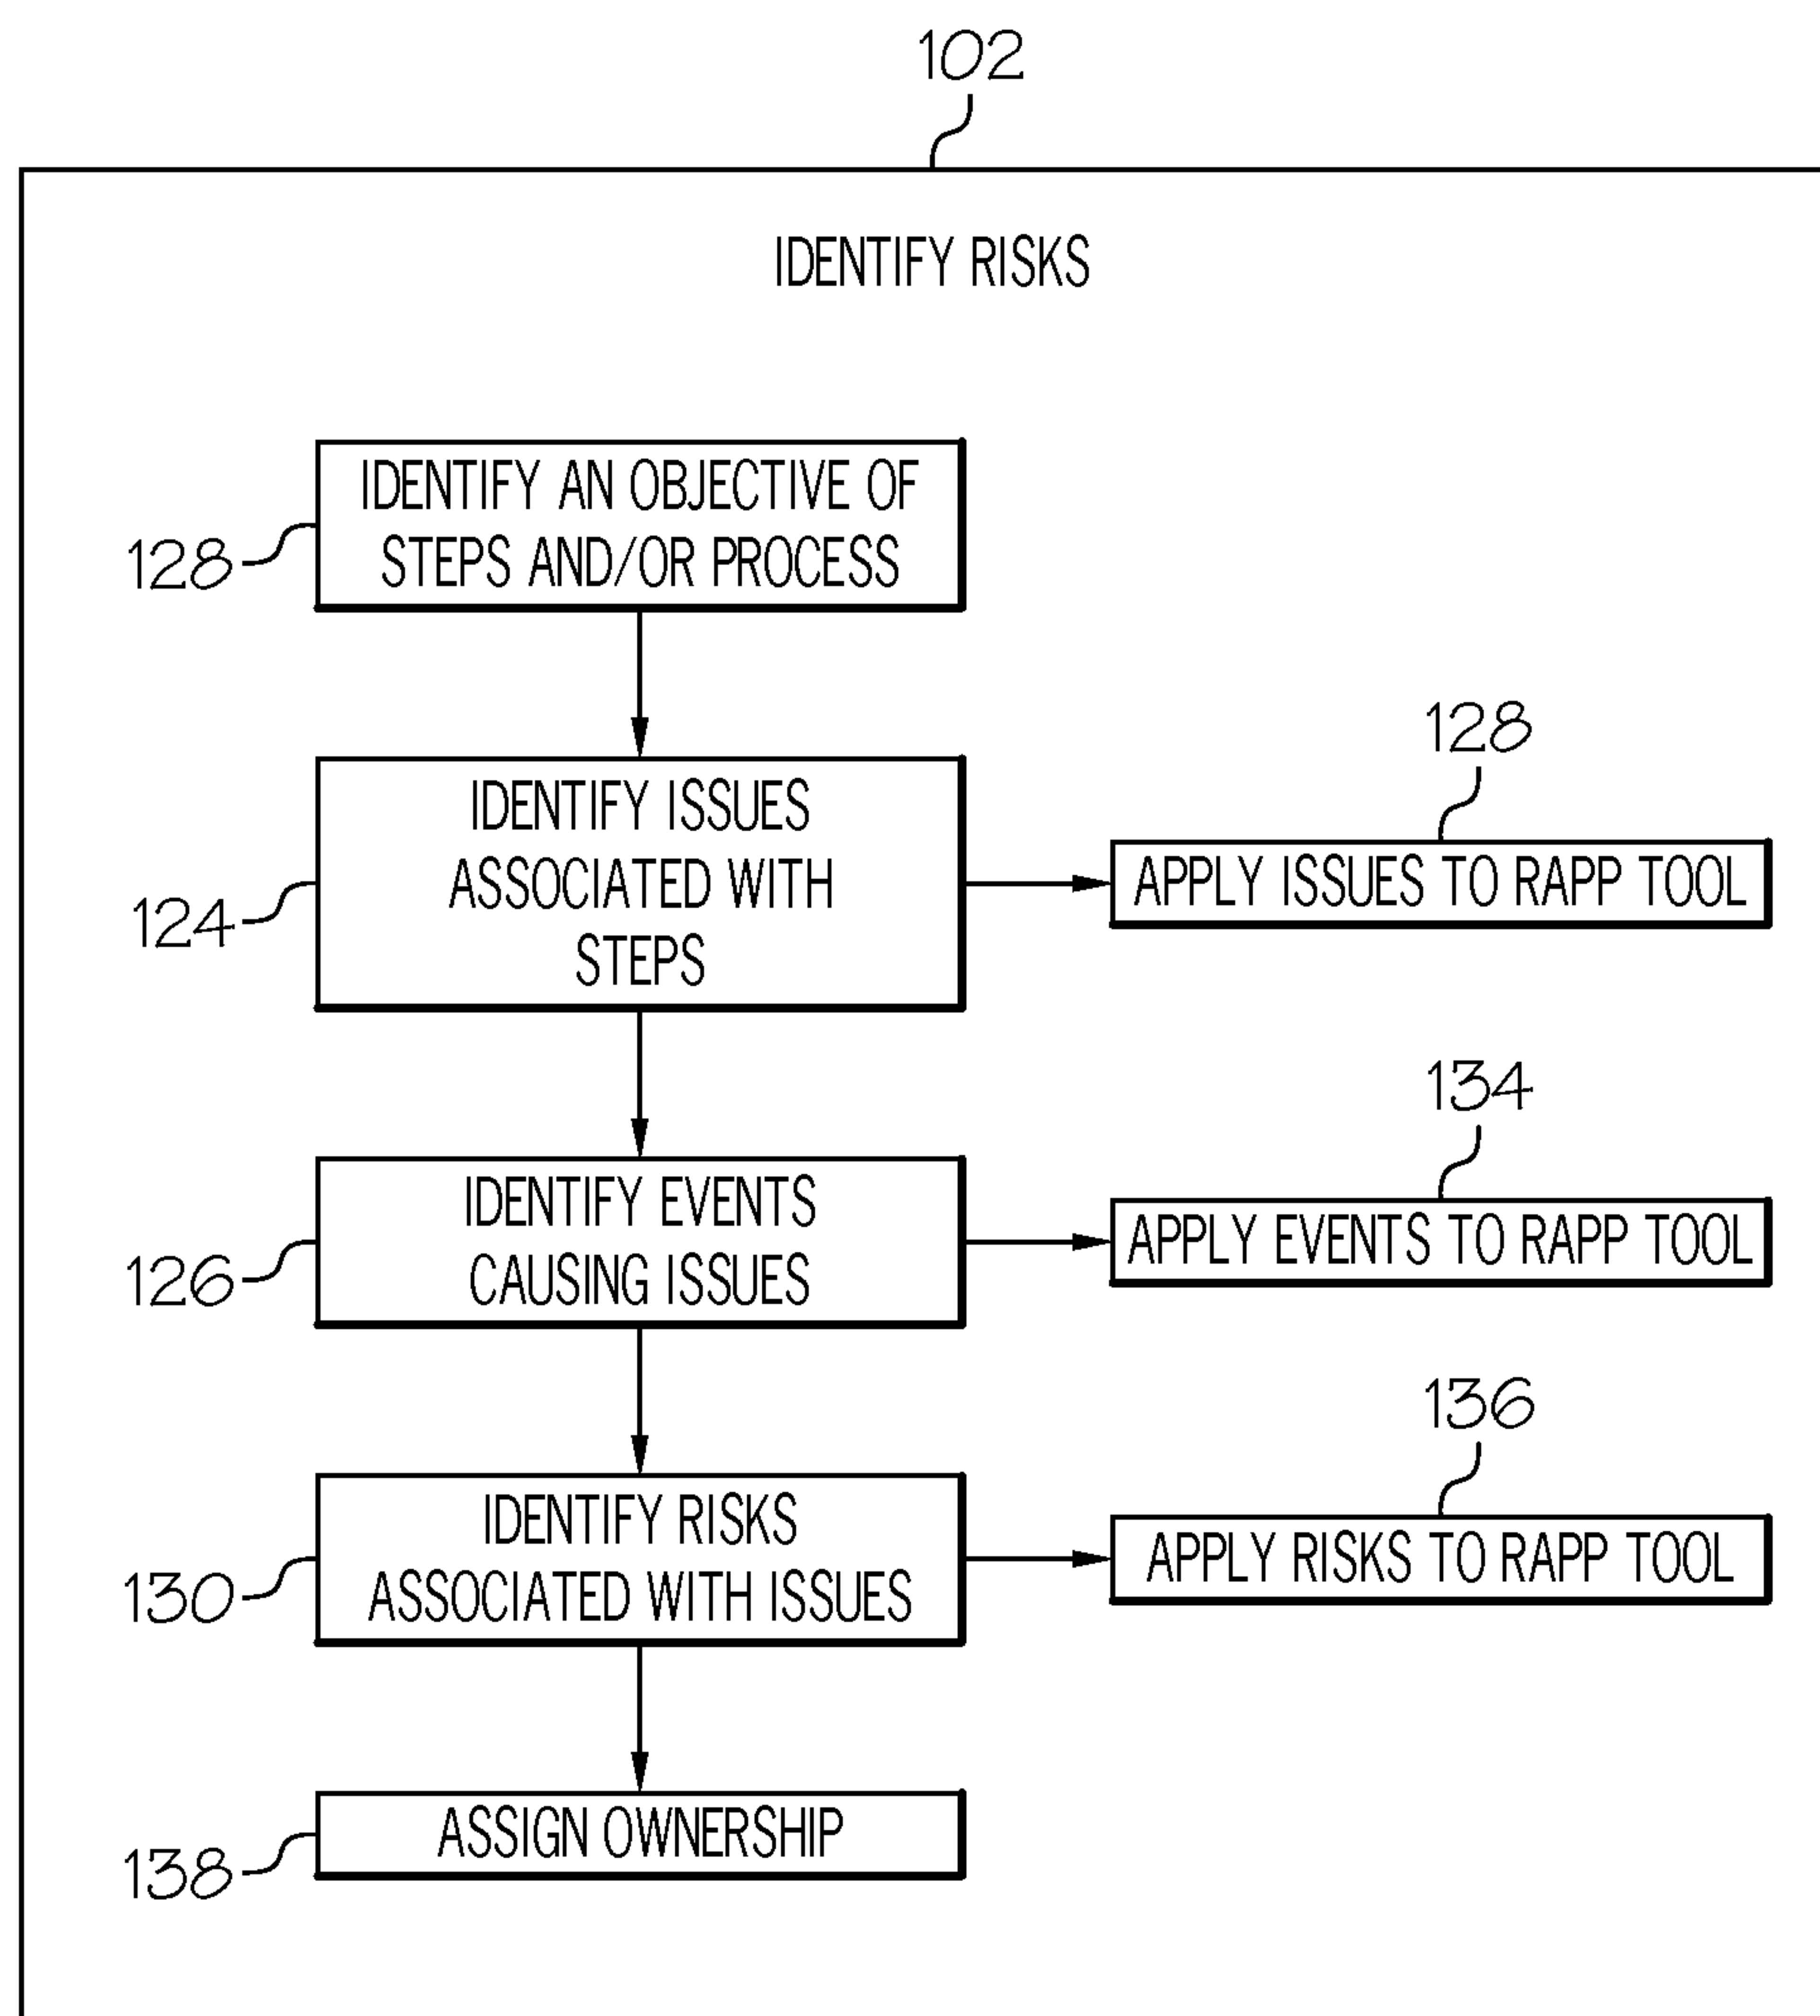 102
IDENTIFY RISKS
128
IDENTIFY AN OBJECTIVE OF
STEPS AND/OR PROCESS
124
IDENTIFY ISSUES
ASSOCIATED WITH
STEPS
128
APPLY ISSUES TO RAPP TOOL
126
IDENTIFY EVENTS
CAUSING ISSUES
134
APPLY EVENTS TO RAPP TOOL
130
IDENTIFY RISKS
ASSOCIATED WITH ISSUES
136
APPLY RISKS TO RAPP TOOL
138
ASSIGN OWNERSHIP